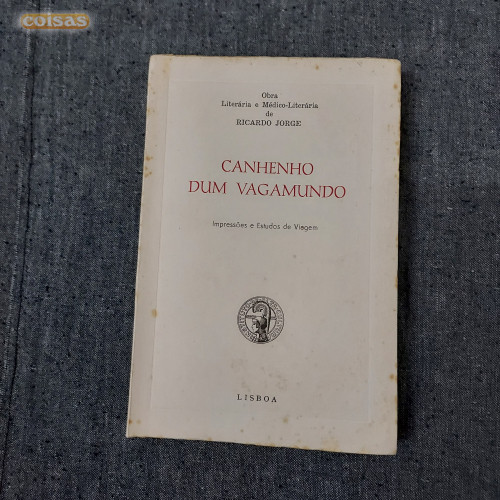 coisas
Obra
Literária e Médico-Literária
de
RICARDO JORGE
CANHENHO
DUM VAGAMUNDO
Impressões e Estudos de Viagem
LISBOA